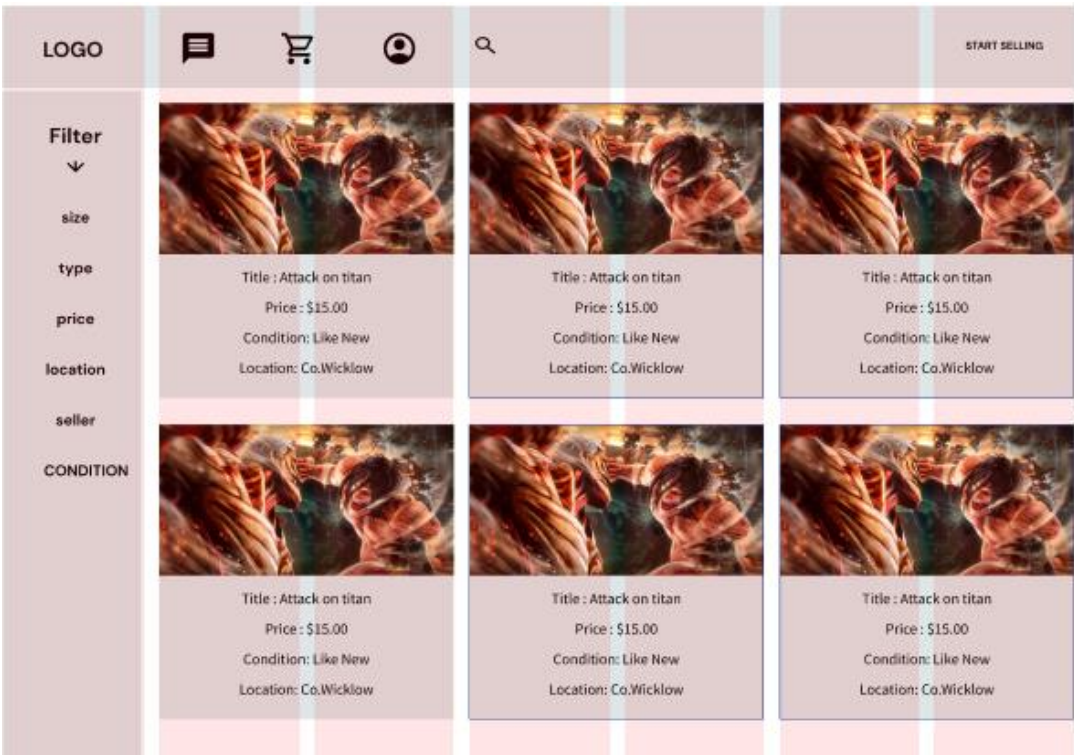 LOGO
START SELLING
Filter
size
type
price
location
seller
CONDITION
Title : Attack on titan
Price : $15.00
Condition: Like New
Location: Co.Wicklow
Title : Attack on titan
Price : $15.00
Condition: Like New
Location: Co.Wicklow
Title : Attack on titan
Price : $15.00
Condition: Like New
Location: Co.Wicklow
Title : Attack on titan
Price : $15.00
Condition: Like New
Location: Co.Wicklow
Title : Attack on titan
Price : $15.00
Condition: Like New
Location: Co.Wicklow
Title : Attack on titan
Price : $15.00
Condition: Like New
Location: Co.Wicklow